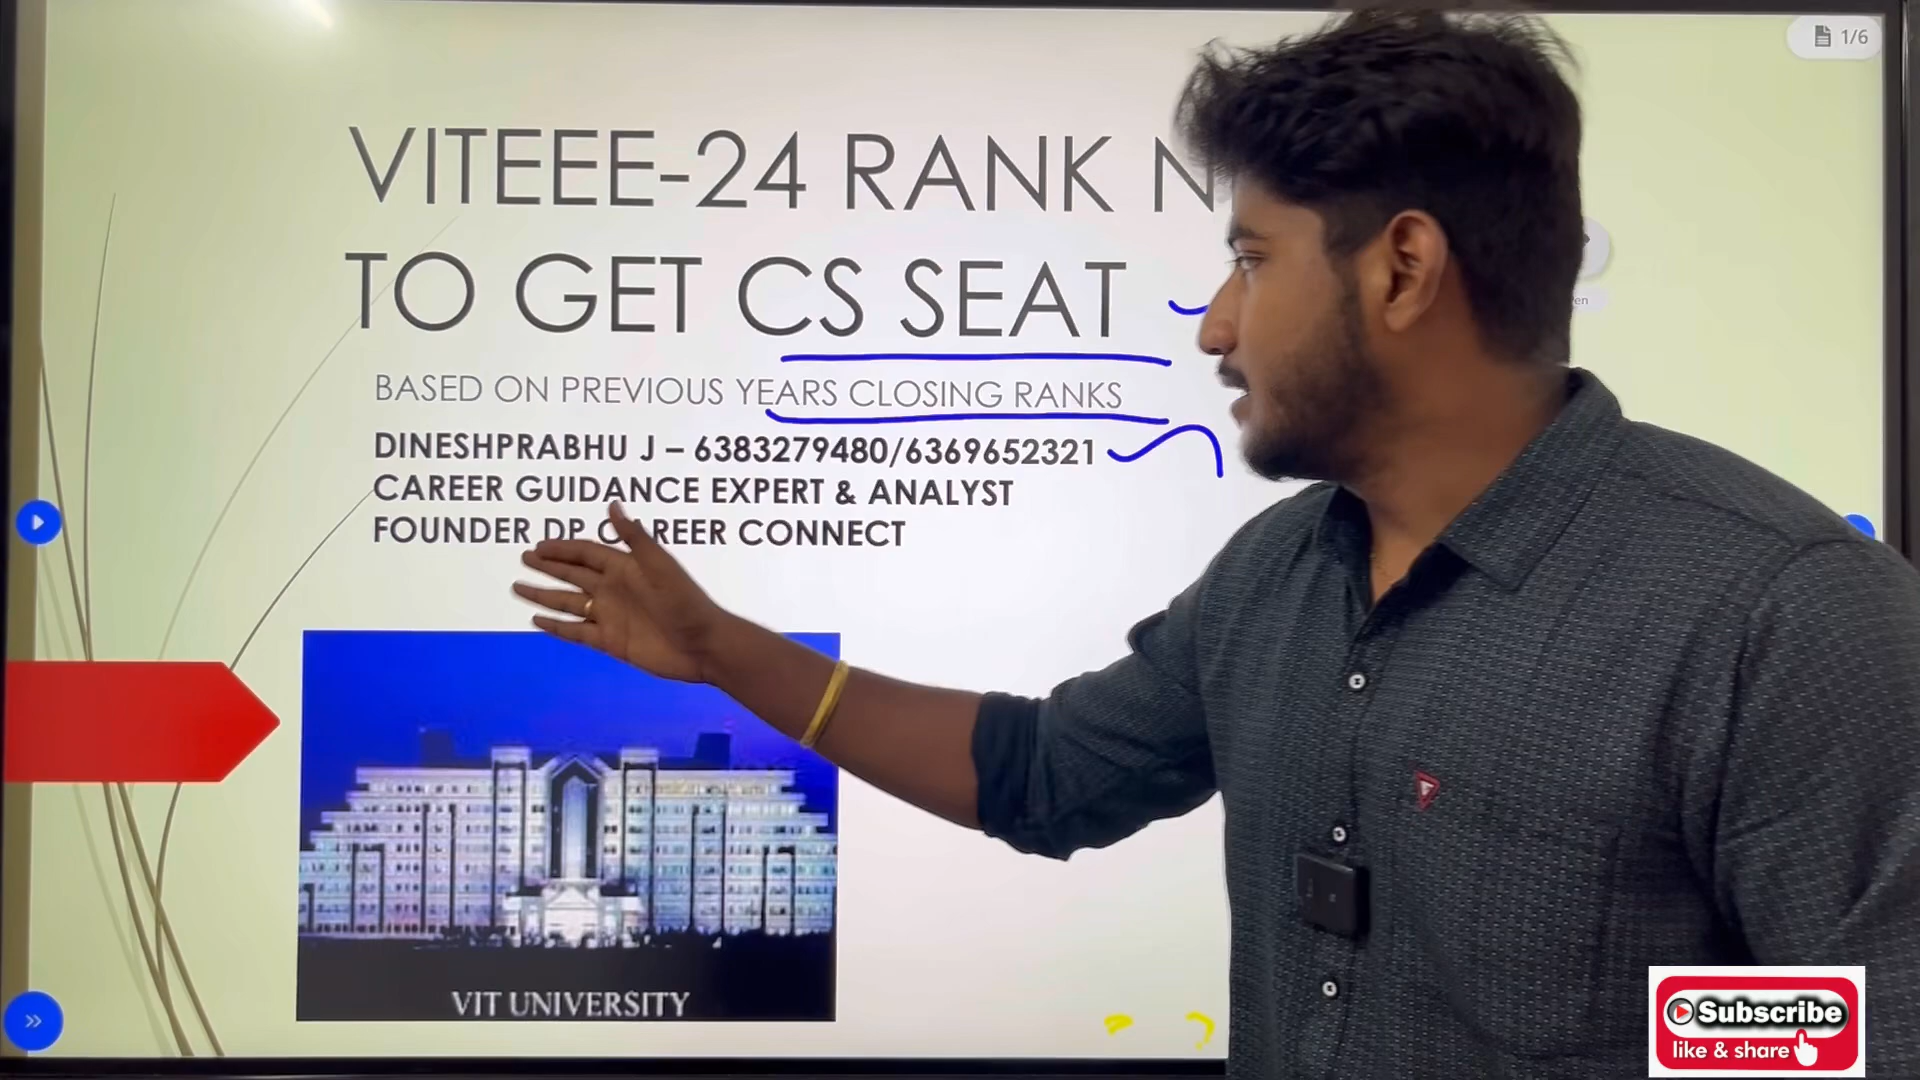 1/6
VITEEE-24 RANK N
TO GET CS SEAT
BASED ON PREVIOUS YEARS CLOSING RANKS
DINESHPRABHU J – 6383279480/6369652321
CAREER GUIDANCE EXPERT & ANALYST
FOUNDER DP CAREER CONNECT
VIT UNIVERSITY
Subscribe
like & share